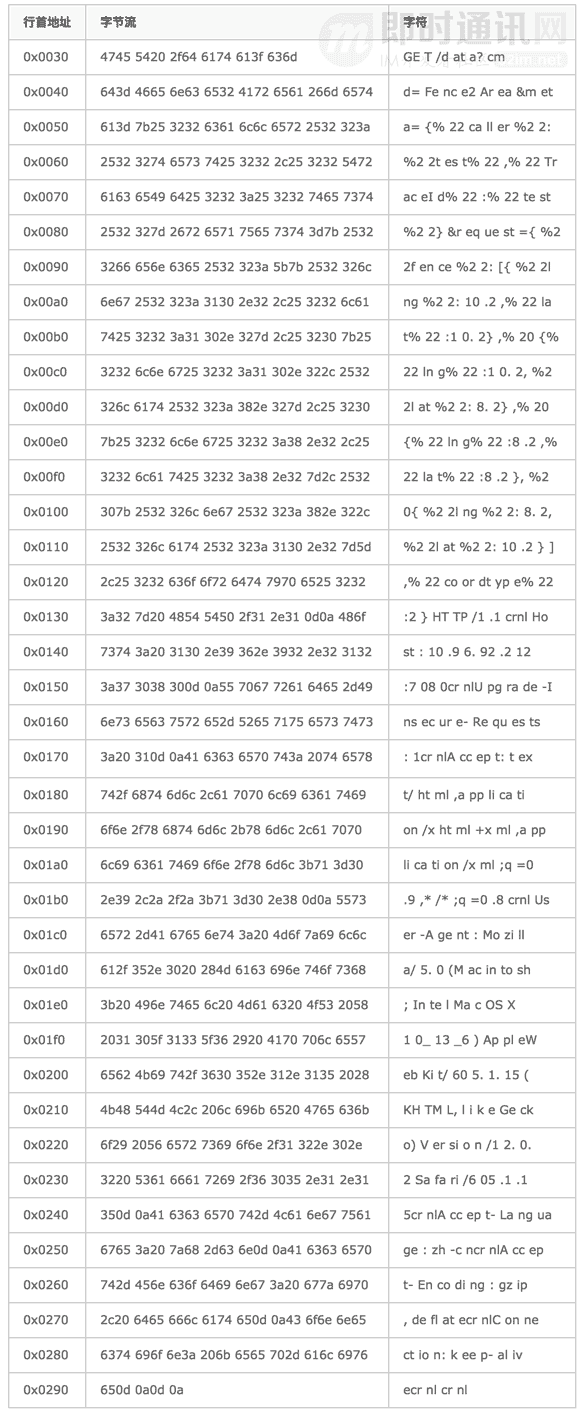 即时通讯网
行首地址 字节流 字符
0x0030 4745 5420 2f64 6174 613f 636d GE T /d at a? cm
0x0040 643d 4665 6e63 6532 4172 6561 266d 6574 d= Fe nc e2 Ar ea &m et
0x0050 613d 7b25 3232 6361 6c6c 6572 2532 323a a= {% 22 ca ll er %2 2:
0x0060 2532 3274 6573 7425 3232 2c25 3232 5472 %2 2t es t% 22 ,% 22 Tr
0x0070 6163 6549 6425 3232 3a25 3232 7465 7374 ac eI d% 22 :% 22 te st
0x0080 2532 327d 2672 6571 7565 7374 3d7b 2532 %2 2} &r eq ue st ={ %2
0x0090 3266 656e 6365 2532 323a 5b7b 2532 326c 2f en ce %2 2: [{ %2 2l
0x00a0 6e67 2532 323a 3130 2e32 2c25 3232 6c61 ng %2 2: 10 .2 ,% 22 la
0x00b0 7425 3232 3a31 302e 327d 2c25 3230 7b25 t% 22 :1 0. 2} ,% 20 {%
0x00c0 3232 6c6e 6725 3232 3a31 302e 322c 2532 22 ln g% 22 :1 0. 2, %2
0x00d0 326c 6174 2532 323a 382e 327d 2c25 3230 2l at %2 2: 8. 2} ,% 20
0x00e0 7b25 3232 6c6e 6725 3232 3a38 2e32 2c25 {% 22 ln g% 22 :8 .2 ,%
0x00f0 3232 6c61 7425 3232 3a38 2e32 7d2c 2532 22 la t% 22 :8 .2 }, %2
0x0100 307b 2532 326c 6e67 2532 323a 382e 322c 0{ %2 2l ng %2 2: 8. 2,
0x0110 2532 326c 6174 2532 323a 3130 2e32 7d5d %2 2l at %2 2: 10 .2 } ]
0x0120 2c25 3232 636f 6f72 6474 7970 6525 3232 ,% 22 co or dt yp e% 22
0x0130 3a32 7d20 4854 5450 2f31 2e31 0d0a 486f :2 } HT TP /1 .1 crnl Ho
0x0140 7374 3a20 3130 2e39 362e 3932 2e32 3132 st : 10 .9 6. 92 .2 12
0x0150 3a37 3038 300d 0a55 7067 7261 6465 2d49 :7 08 0cr nlU pg ra de -I
0x0160 6e73 6563 7572 652d 5265 7175 6573 7473 ns ec ur e- Re qu es ts
0x0170 3a20 310d 0a41 6363 6570 743a 2074 6578 : 1cr nlA cc ep t: t ex
0x0180 742f 6874 6d6c 2c61 7070 6c69 6361 7469 t/ ht ml ,a pp li ca ti
0x0190 6f6e 2f78 6874 6d6c 2b78 6d6c 2c61 7070 on /x ht ml +x ml ,a pp
0x01a0 6c69 6361 7469 6f6e 2f78 6d6c 3b71 3d30 li ca ti on /x ml ;q =0
0x01b0 2e39 2c2a 2f2a 3b71 3d30 2e38 0d0a 5573 .9 ,* /* ;q =0 .8 crnl Us
0x01c0 6572 2d41 6765 6e74 3a20 4d6f 7a69 6c6c er -A ge nt : Mo zi ll
0x01d0 612f 352e 3020 284d 6163 696e 746f 7368 a/ 5. 0 (M ac in to sh
0x01e0 3b20 496e 7465 6c20 4d61 6320 4f53 2058 ; In te l Ma c OS X
0x01f0 2031 305f 3133 5f36 2920 4170 706c 6557 1 0_ 13 _6 ) Ap pl eW
0x0200 6562 4b69 742f 3630 352e 312e 3135 2028 eb Ki t/ 60 5. 1. 15 (
0x0210 4b48 544d 4c2c 206c 696b 6520 4765 636b KH TM L, l i k e Ge ck
0x0220 6f29 2056 6572 7369 6f6e 2f31 322e 302e o) V er si o n /1 2. 0.
0x0230 3220 5361 6661 7269 2f36 3035 2e31 2e31 2 Sa fa ri /6 05 .1 .1
0x0240 350d 0a41 6363 6570 742d 4c61 6e67 7561 5cr nlA cc ep t- La ng ua
0x0250 6765 3a20 7a68 2d63 6e0d 0a41 6363 6570 ge : zh -c ncr nlA cc ep
0x0260 742d 456e 636f 6469 6e67 3a20 677a 6970 t- En co di ng : gz ip
0x0270 2c20 6465 666c 6174 650d 0a43 6f6e 6e65 , de fl at ecr nlC on ne
0x0280 6374 696f 6e3a 206b 6565 702d 616c 6976 ct io n: k ee p- al iv
0x0290 650d 0a0d 0a ecr nl cr nl